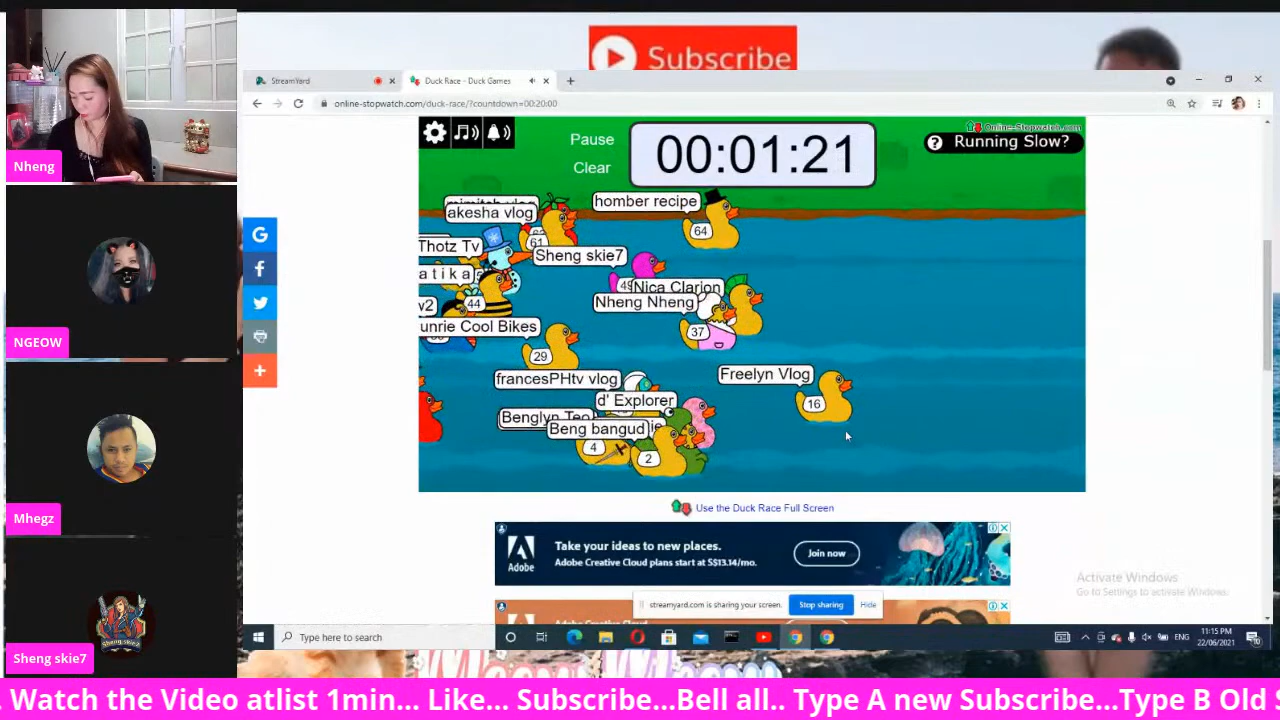 Subscribe
StreamYard
Duck Race - Duck Games
online-stopwatch.com/duck-race/?countdown=00:20:00
Nheng
NGEOW
Mhegz
Sheng skie7
Pause
Clear
00:01:21
Online-Stopwatch.com
? Running Slow?
homber recipe
64
akesha vlog
61
Thotz Tv
Sheng skie7
49
a t i k a
44
Nica Clarion
Nheng Nheng
37
unrie Cool Bikes
29
Freelyn Vlog
16
francesPHtv vlog
d' Explorer
Benglyn Teo
Beng bangud
4
2
Use the Duck Race Full Screen
Adobe
Take your ideas to new places.
Adobe Creative Cloud plans start at S$13.14/mo.
Join now
streamyard.com is sharing your screen.
Stop sharing
Hide
Activate Windows
Go to Settings to activate Windows.
Type here to search
ENG
11:15 PM
22/06/2021
. Watch the Video atlist 1min... Like... Subscribe...Bell all.. Type A new Subscribe...Type B Old S